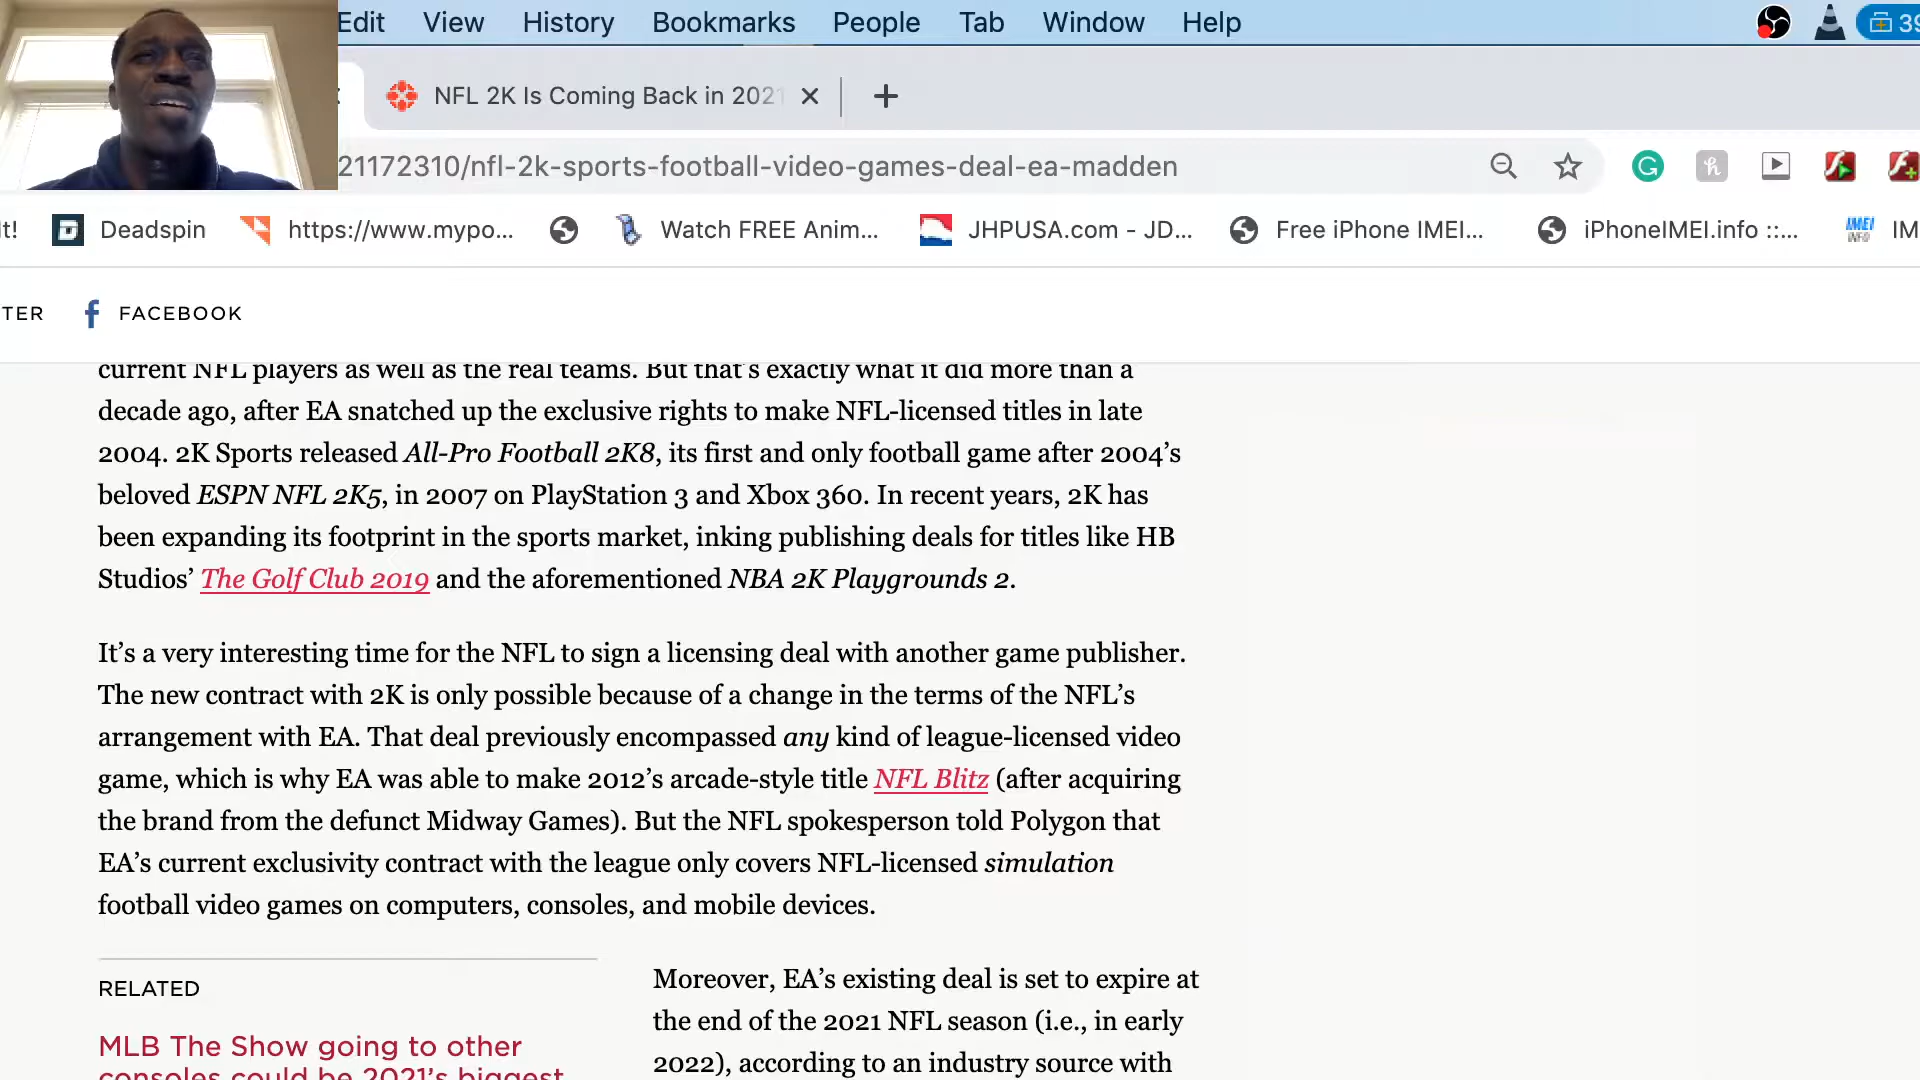 Edit View History Bookmarks People Tab Window Help 39
NFL 2K Is Coming Back in 2021
21172310/nfl-2k-sports-football-video-games-deal-ea-madden
it! Deadspin https://www.mypo... Watch FREE Anim... JHPUSA.com - JD... Free iPhone IMEI... iPhoneIMEI.info ::... IMEI INFO IM
TER FACEBOOK
current NFL players as well as the real teams. But that’s exactly what it did more than a
decade ago, after EA snatched up the exclusive rights to make NFL-licensed titles in late
2004. 2K Sports released All-Pro Football 2K8, its first and only football game after 2004’s
beloved ESPN NFL 2K5, in 2007 on PlayStation 3 and Xbox 360. In recent years, 2K has
been expanding its footprint in the sports market, inking publishing deals for titles like HB
Studios’ The Golf Club 2019 and the aforementioned NBA 2K Playgrounds 2.
It’s a very interesting time for the NFL to sign a licensing deal with another game publisher.
The new contract with 2K is only possible because of a change in the terms of the NFL’s
arrangement with EA. That deal previously encompassed any kind of league-licensed video
game, which is why EA was able to make 2012’s arcade-style title NFL Blitz (after acquiring
the brand from the defunct Midway Games). But the NFL spokesperson told Polygon that
EA’s current exclusivity contract with the league only covers NFL-licensed simulation
football video games on computers, consoles, and mobile devices.
RELATED
MLB The Show going to other
consoles could be 2021’s biggest
Moreover, EA’s existing deal is set to expire at
the end of the 2021 NFL season (i.e., in early
2022), according to an industry source with